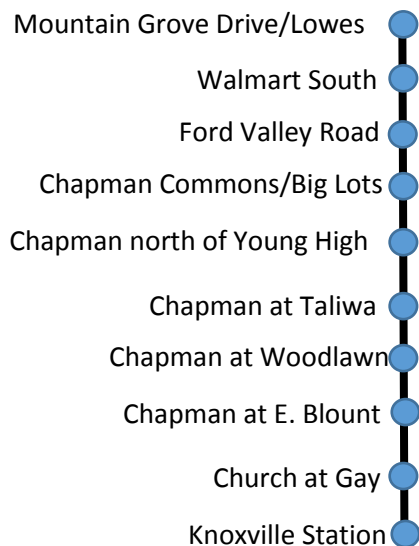 Mountain Grove Drive/Lowes
Walmart South
Ford Valley Road
Chapman Commons/Big Lots
Chapman north of Young High
Chapman at Taliwa
Chapman at Woodlawn
Chapman at E. Blount
Church at Gay
Knoxville Station